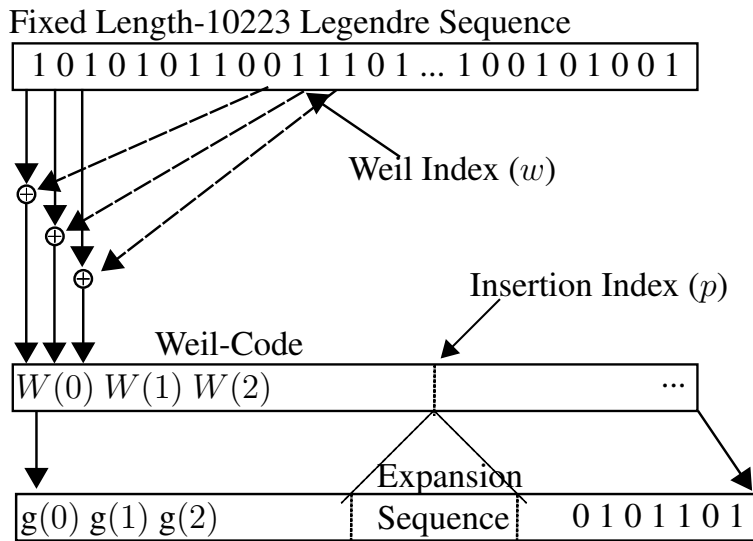 Fixed Length-10223 Legendre Sequence
1 0 1 0 1 0 1 1 0 0 1 1 1 0 1 ... 1 0 0 1 0 1 0 0 1
Weil Index (w)
Insertion Index (p)
Weil-Code
W(0) W(1) W(2) ...
Expansion
g(0) g(1) g(2) Sequence 0 1 0 1 1 0 1